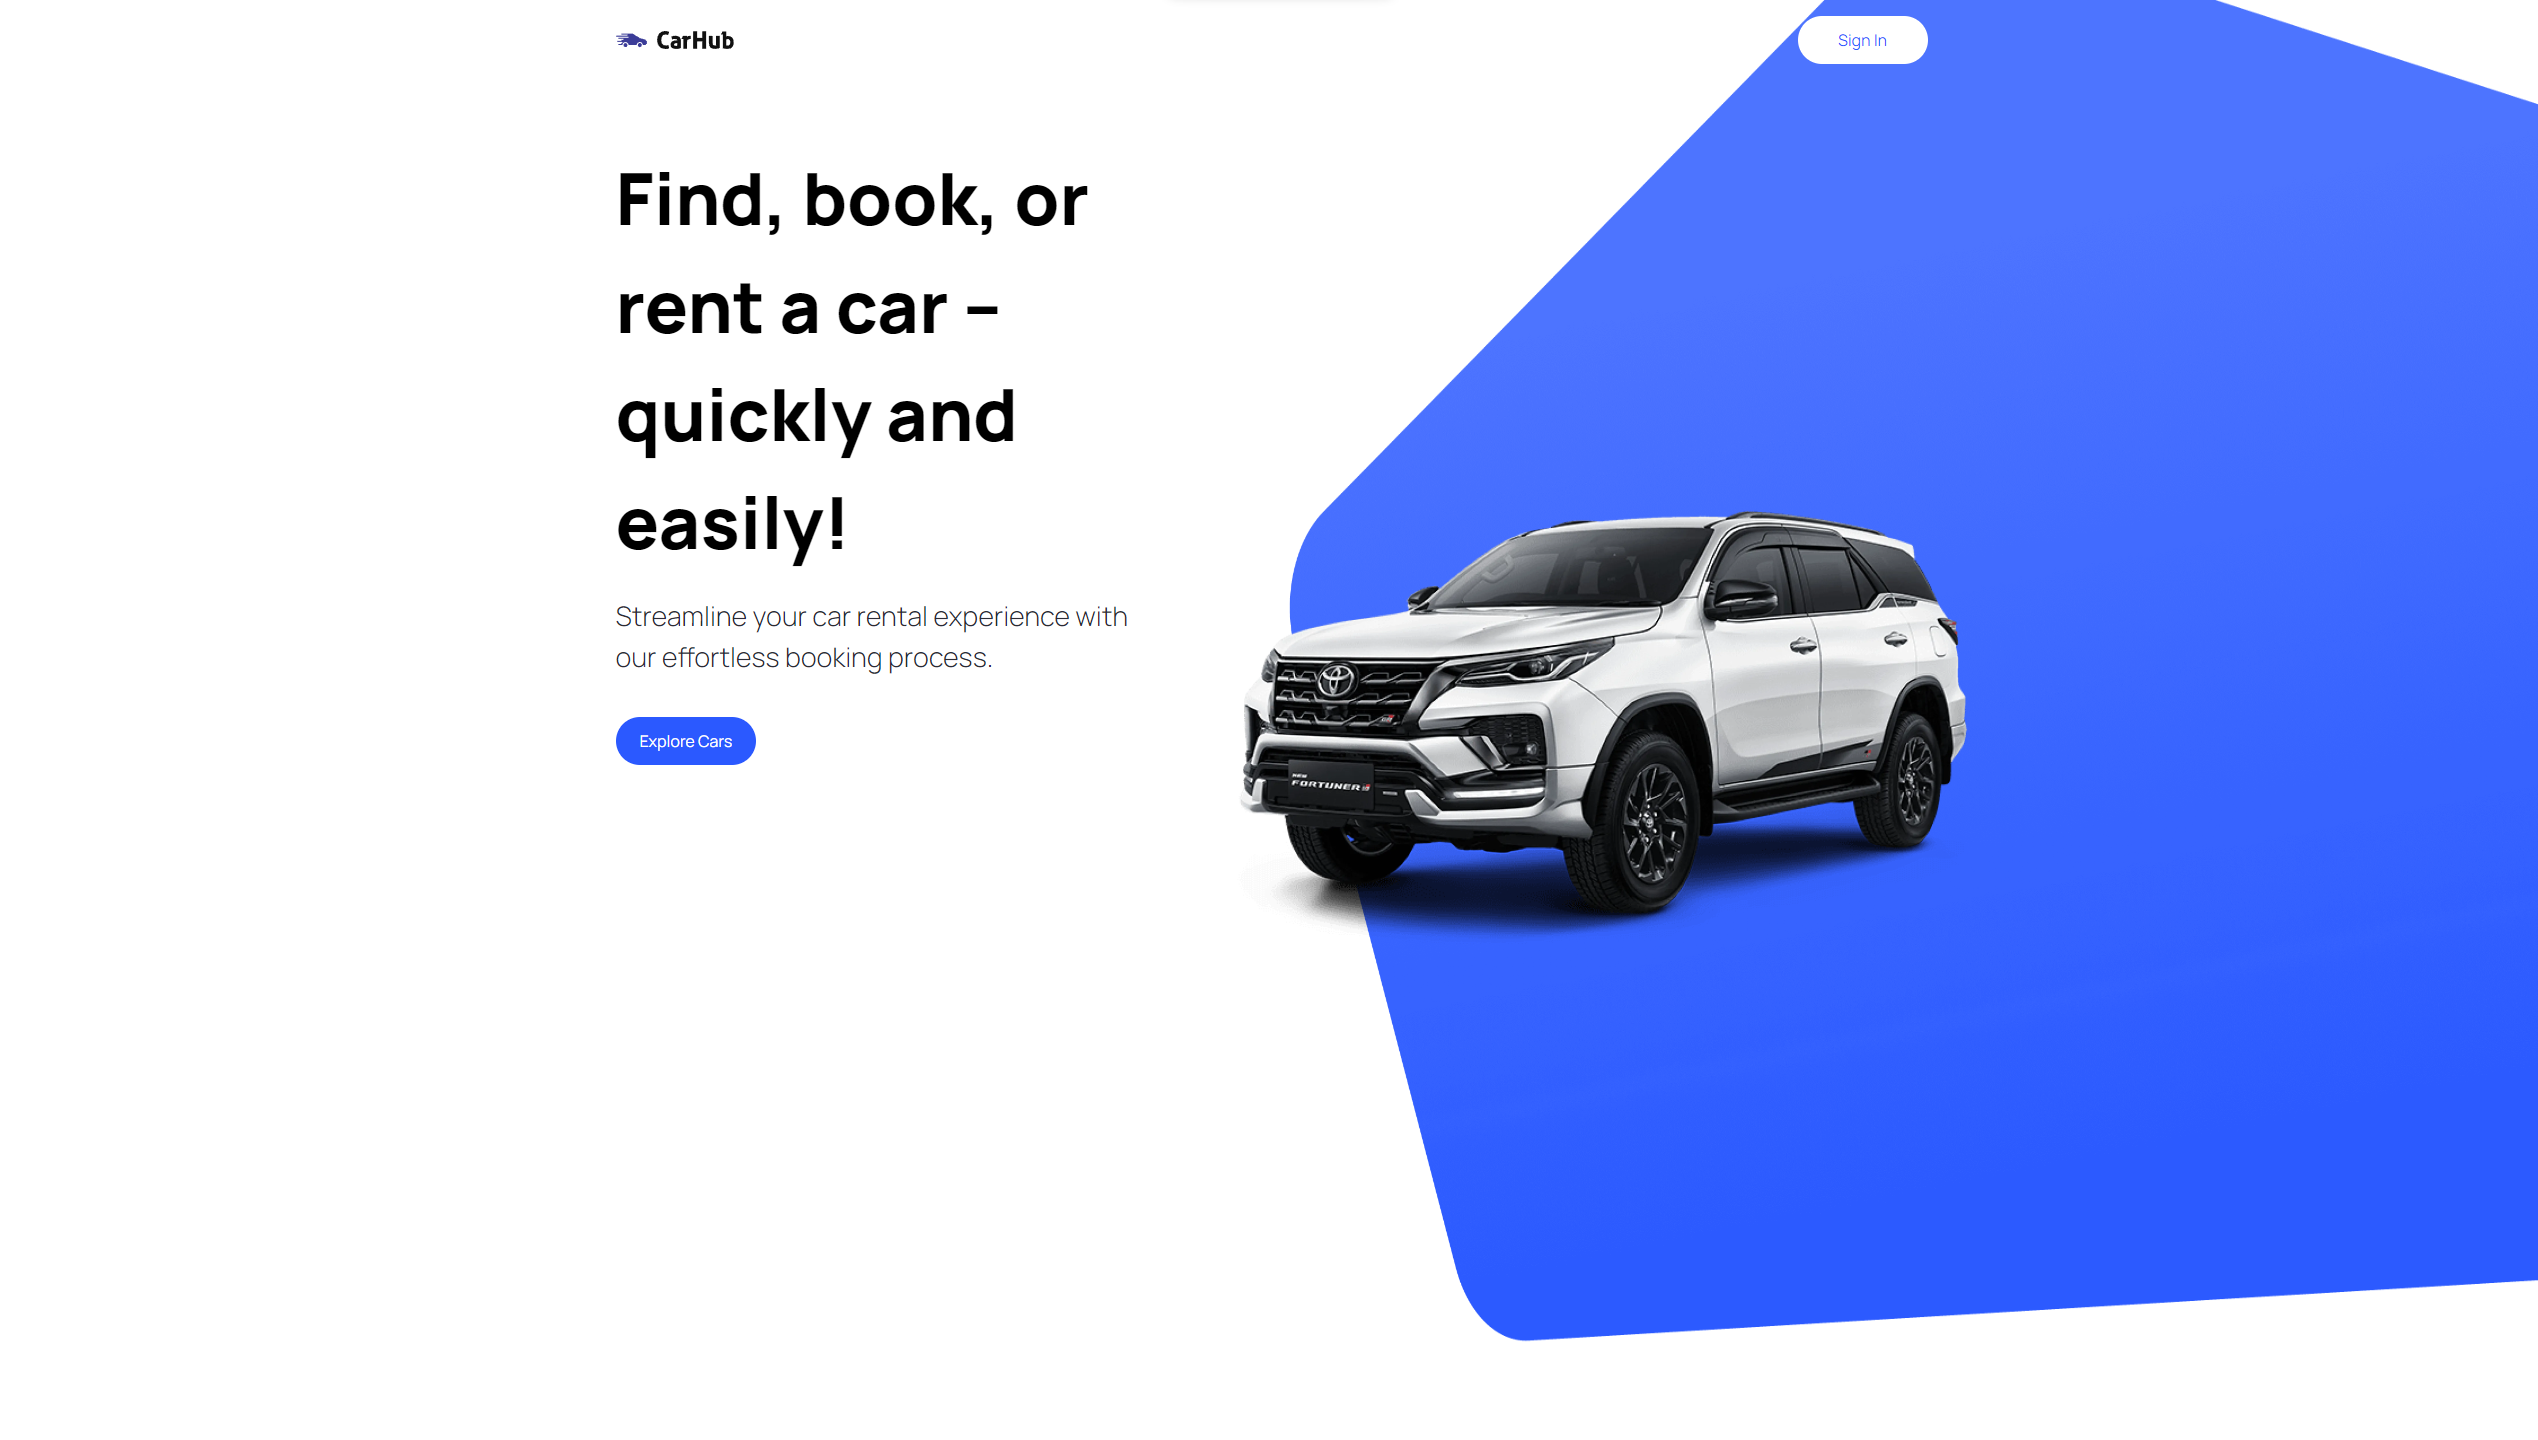 CarHub
Sign In
Find, book, or
rent a car –
quickly and
easily!
Streamline your car rental experience with
our effortless booking process.
Explore Cars
NEW
FORTUNER